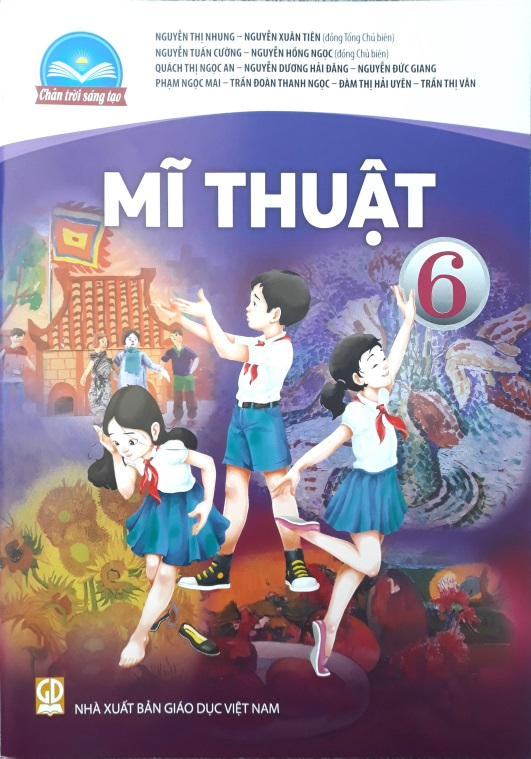 NGUYỄN THỊ NHUNG – NGUYỄN XUÂN TIÊN (đồng Tổng Chủ biên)
NGUYỄN TUẤN CƯỜNG – NGUYỄN HỒNG NGỌC (đồng Chủ biên)
QUÁCH THỊ NGỌC AN – NGUYỄN DƯƠNG HẢI ĐĂNG – NGUYỄN ĐỨC GIANG
PHẠM NGỌC MAI – TRẦN ĐOÀN THANH NGỌC – ĐÀM THỊ HẢI UYÊN – TRẦN THỊ VÂN
Chân trời sáng tạo
MĨ THUẬT
6
GD
NHÀ XUẤT BẢN GIÁO DỤC VIỆT NAM